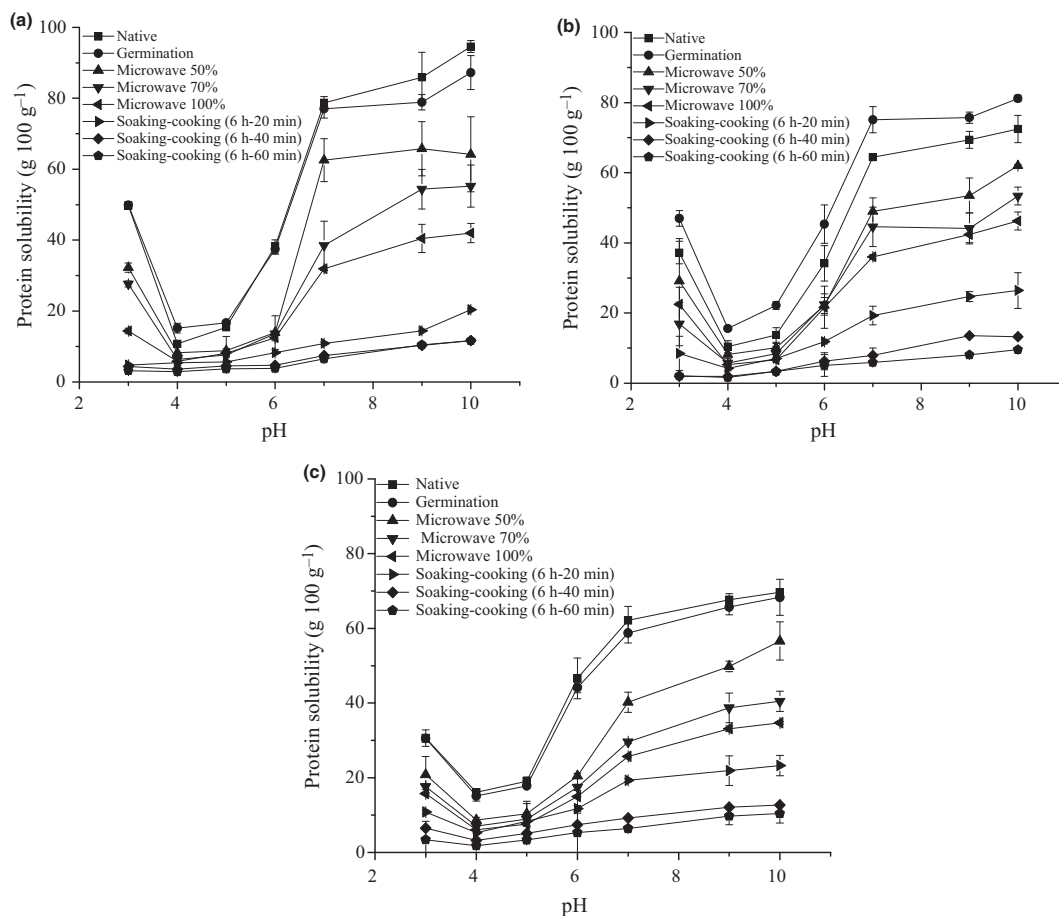 (a)
Native
Germination
Microwave 50%
Microwave 70%
Microwave 100%
Soaking-cooking (6 h-20 min)
Soaking-cooking (6 h-40 min)
Soaking-cooking (6 h-60 min)
Protein solubility (g 100 g⁻¹)
100
80
60
40
20
0
2
4
6
8
10
pH
(b)
Native
Germination
Microwave 50%
Microwave 70%
Microwave 100%
Soaking-cooking (6 h-20 min)
Soaking-cooking (6 h-40 min)
Soaking-cooking (6 h-60 min)
Protein solubility (g 100 g⁻¹)
100
80
60
40
20
0
2
4
6
8
10
pH
(c)
Native
Germination
Microwave 50%
Microwave 70%
Microwave 100%
Soaking-cooking (6 h-20 min)
Soaking-cooking (6 h-40 min)
Soaking-cooking (6 h-60 min)
Protein solubility (g 100 g⁻¹)
100
80
60
40
20
0
2
4
6
8
10
pH